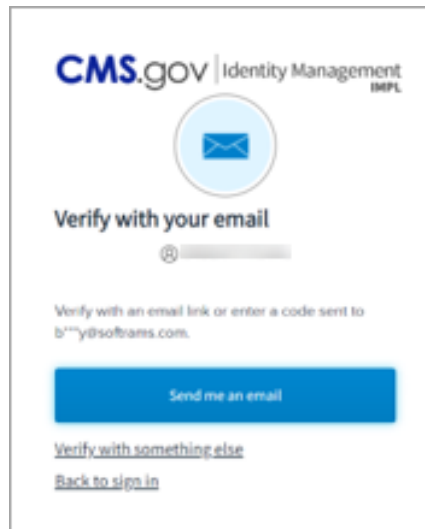 CMS.gov Identity Management
IMPL
Verify with your email
Verify with an email link or enter a code sent to
b***y@softrams.com.
Send me an email
Verify with something else
Back to sign in